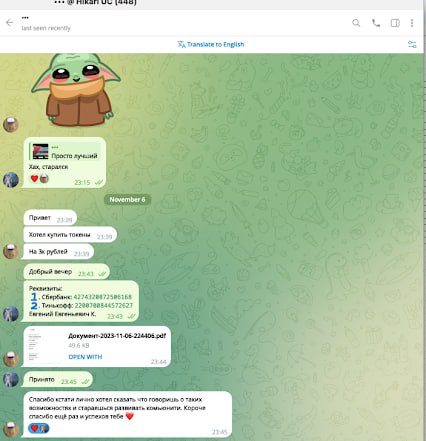 ••• @ Hikari UC (448)
•••
last seen recently
Translate to English
•••
Просто лучший
Хах, старался
23:15
November 6
Привет
23:39
Хотел купить токены
23:39
На 3к рублей
23:39
Добрый вечер
23:43
Реквизиты:
1. Сбербанк: 4274320072506168
2. Тинькофф: 2200700844572627
Евгений Евгеньевич К.
23:43
Документ-2023-11-06-224406.pdf
49.6 KB
OPEN WITH
23:44
Принято
23:45
Спасибо кстати лично хотел сказать что говоришь о таких
возможностях и стараешься развивать комьюнити. Короче
спасибо ещё раз и успехов тебе
23:45